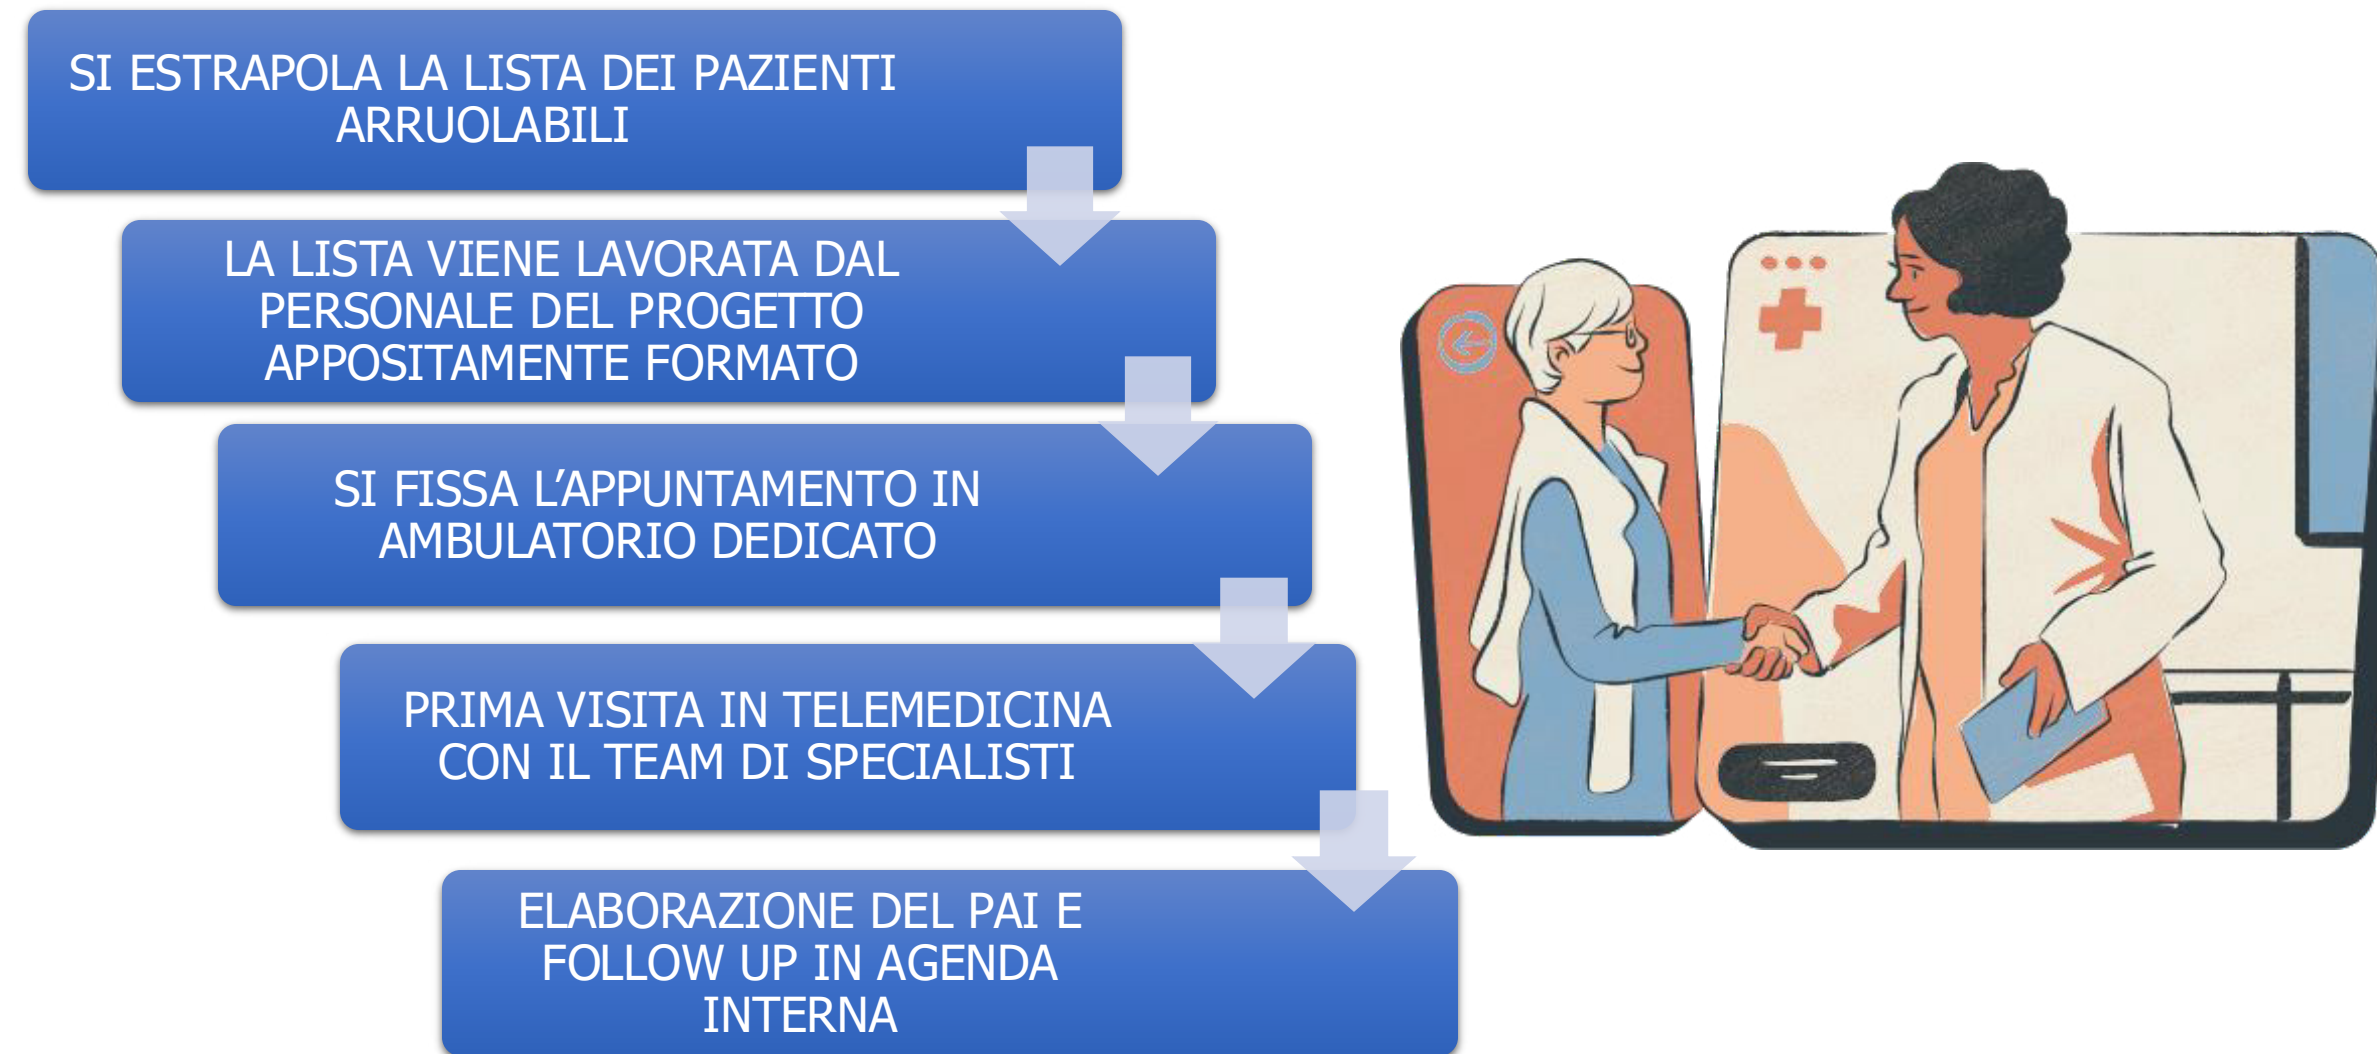 SI ESTRAPOLA LA LISTA DEI PAZIENTI
ARRUOLABILI
LA LISTA VIENE LAVORATA DAL
PERSONALE DEL PROGETTO
APPOSITAMENTE FORMATO
SI FISSA L’APPUNTAMENTO IN
AMBULATORIO DEDICATO
PRIMA VISITA IN TELEMEDICINA
CON IL TEAM DI SPECIALISTI
ELABORAZIONE DEL PAI E
FOLLOW UP IN AGENDA
INTERNA